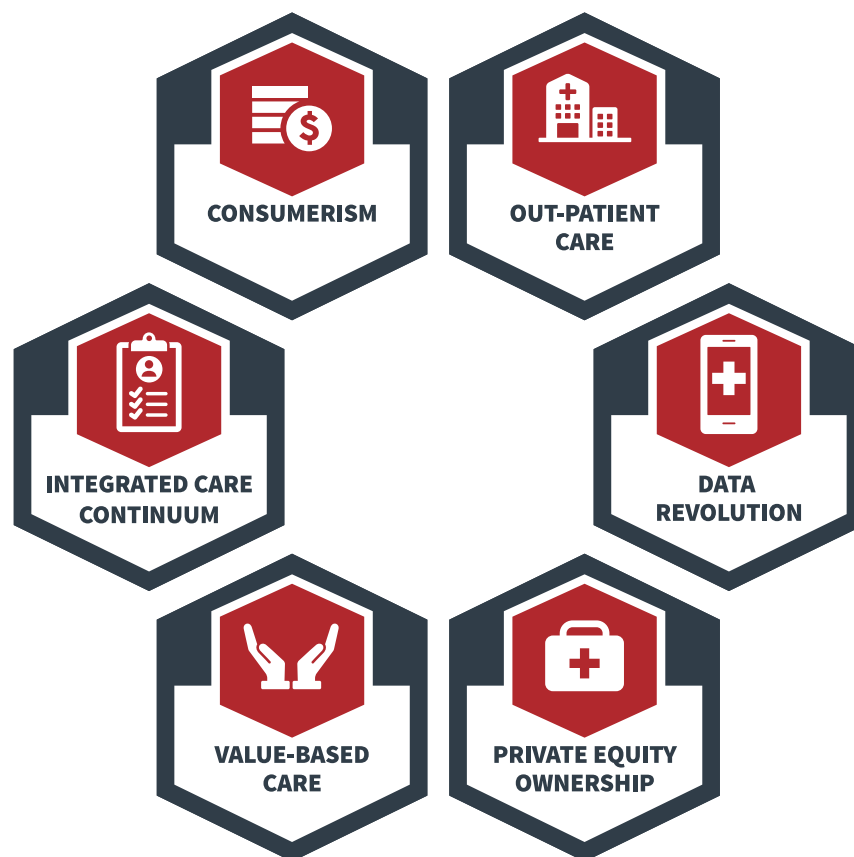 CONSUMERISM
OUT-PATIENT
CARE
INTEGRATED CARE
CONTINUUM
DATA
REVOLUTION
VALUE-BASED
CARE
PRIVATE EQUITY
OWNERSHIP